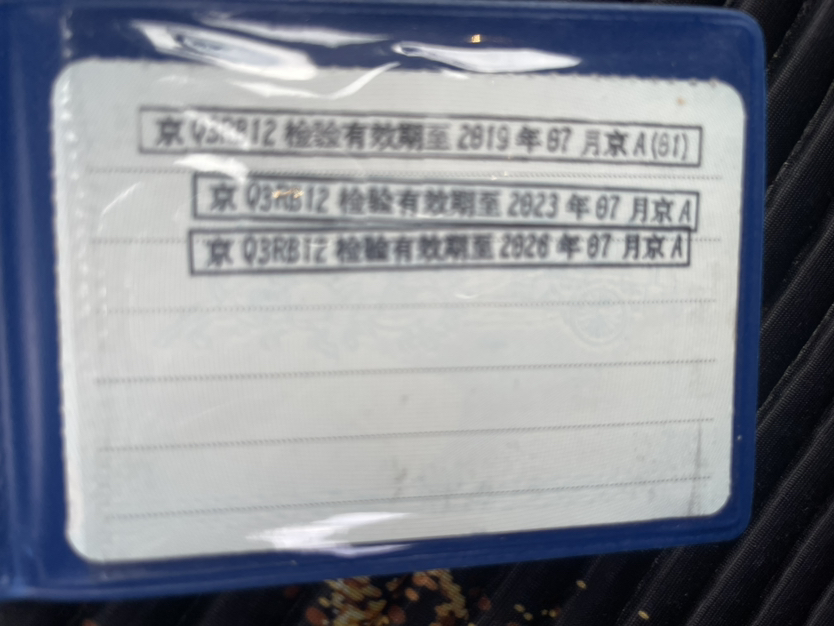 京 Q3RB12 检验有效期至 2019 年 07 月京 A(01)
京 Q3RB12 检验有效期至 2023 年 07 月京 A
京 Q3RB12 检验有效期至 2026 年 07 月京 A